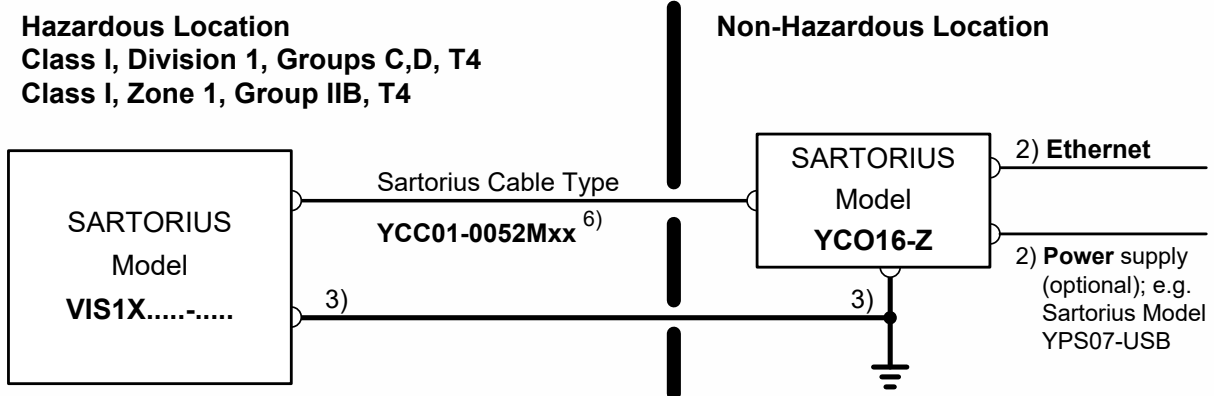 Hazardous Location
Class I, Division 1, Groups C,D, T4
Class I, Zone 1, Group IIB, T4
Non-Hazardous Location
SARTORIUS
Model
VIS1X.....-.....
Sartorius Cable Type
YCC01-0052Mxx 6)
3)
3)
SARTORIUS
Model
YCO16-Z
2) Ethernet
2) Power supply
(optional); e.g.
Sartorius Model
YPS07-USB